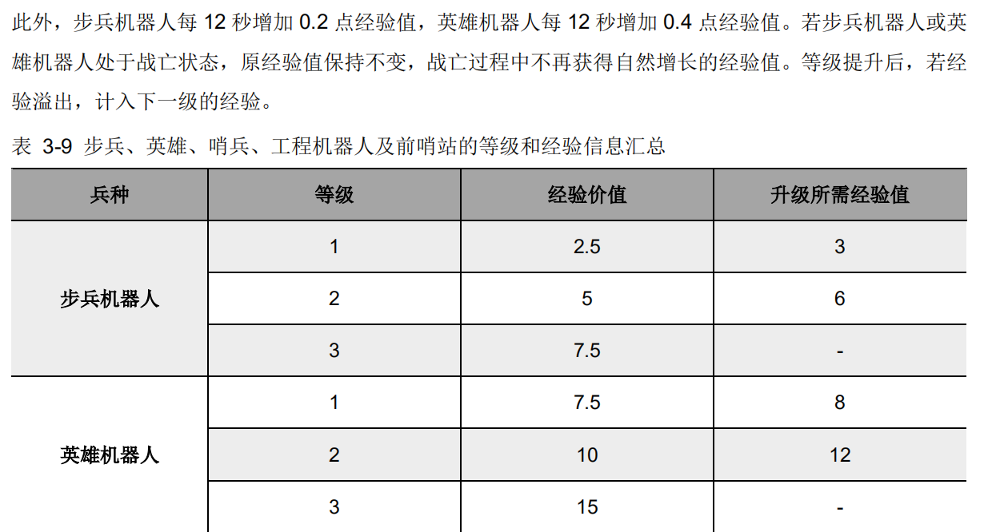 此外，步兵机器人每 12 秒增加 0.2 点经验值，英雄机器人每 12 秒增加 0.4 点经验值。若步兵机器人或英
雄机器人处于战亡状态，原经验值保持不变，战亡过程中不再获得自然增长的经验值。等级提升后，若经
验溢出，计入下一级的经验。
表 3-9 步兵、英雄、哨兵、工程机器人及前哨站的等级和经验信息汇总
兵种 等级 经验价值 升级所需经验值
步兵机器人
1 2.5 3
2 5 6
3 7.5 -
英雄机器人
1 7.5 8
2 10 12
3 15 -